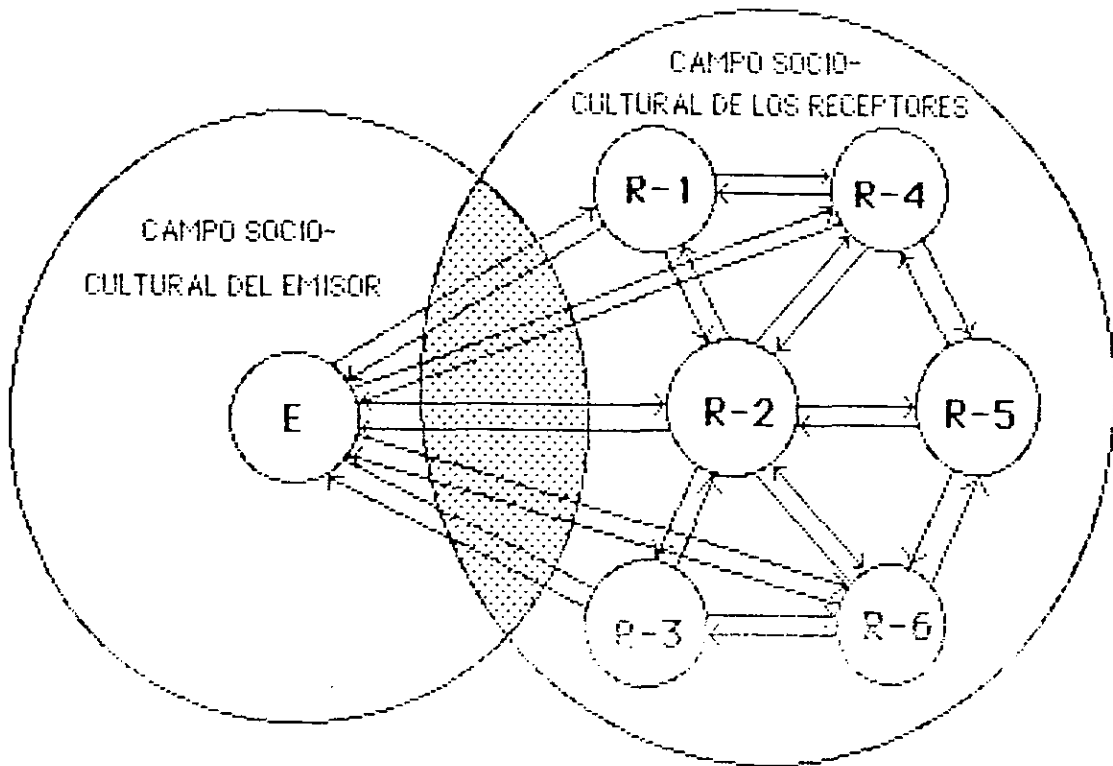 CAMPO SOCIO-
CULTURAL DE LOS RECEPTORES
CAMPO SOCIO-
CULTURAL DEL EMISOR
R-1
R-4
E
R-2
R-5
R-3
R-6